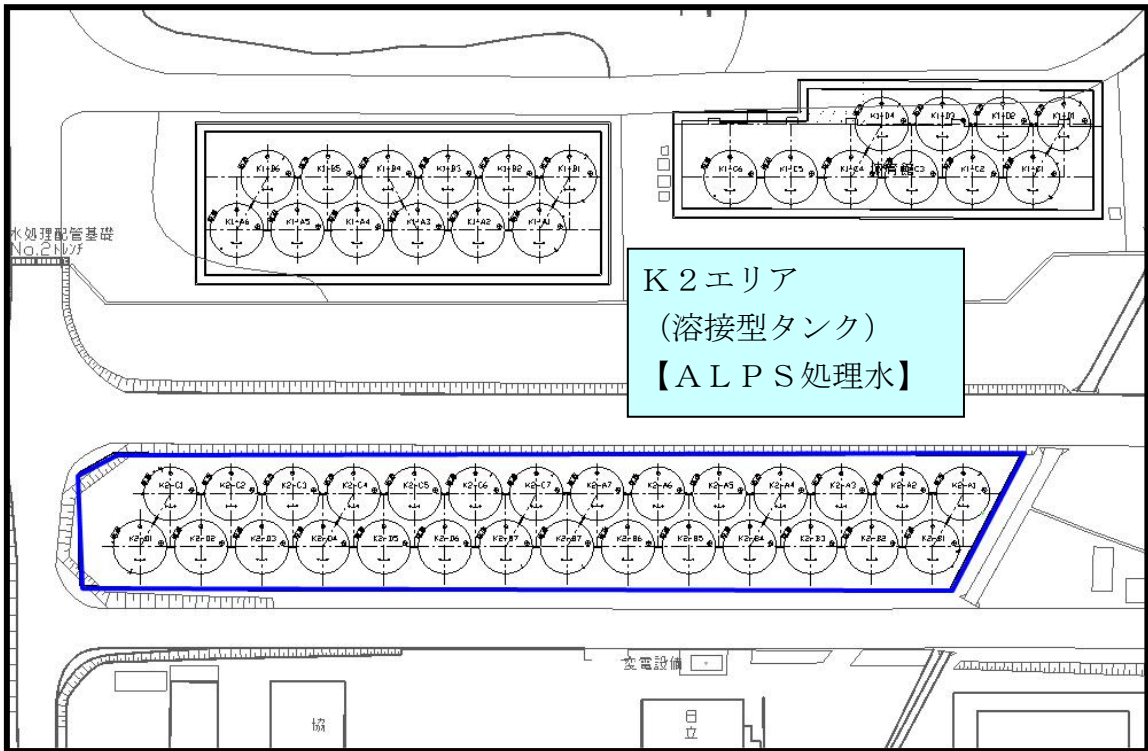 K1-D4 K1-D3 K1-D2 K1-D1
K1-B6 K1-B5 K1-B4 K1-B3 K1-B2 K1-B1
K1-C6 K1-C5 K1-C4 K1-C3 K1-C2 K1-C1
K1-A6 K1-A5 K1-A4 K1-A3 K1-A2 K1-A1
水処理配管基礎
No.2トレンチ
K2エリア
(溶接型タンク)
【ALPS処理水】
K2-C1 K2-C2 K2-C3 K2-C4 K2-C5 K2-C6 K2-C7 K2-A7 K2-A6 K2-A5 K2-A4 K2-A3 K2-A2 K2-A1
K2-D1 K2-D2 K2-D3 K2-D4 K2-D5 K2-D6 K2-B7 K2-B6 K2-B5 K2-B4 K2-B3 K2-B2 K2-B1
変電設備
協
日立